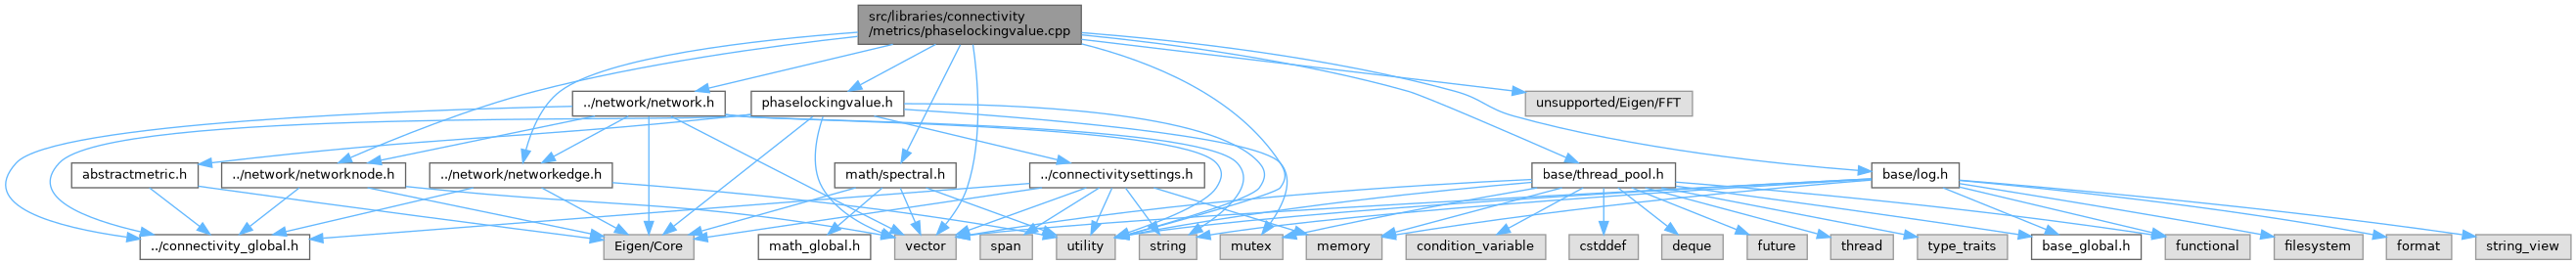 src/libraries/connectivity
/metrics/phaselockingvalue.cpp
../network/network.h
phaselockingvalue.h
unsupported/Eigen/FFT
abstractmetric.h
../network/networknode.h
../network/networkedge.h
math/spectral.h
../connectivitysettings.h
base/thread_pool.h
base/log.h
../connectivity_global.h
Eigen/Core
math_global.h
vector
span
utility
string
mutex
memory
condition_variable
cstddef
deque
future
thread
type_traits
base_global.h
functional
filesystem
format
string_view